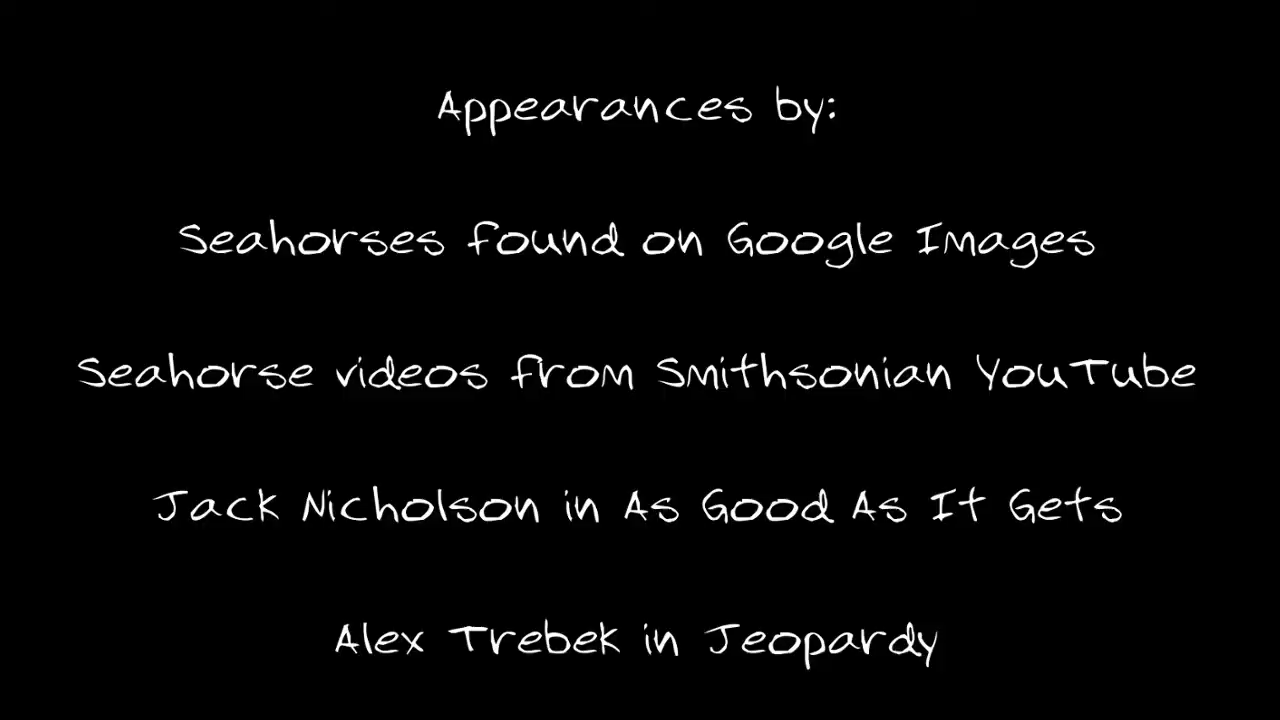 Appearances by:
Seahorses found on Google Images
Seahorse videos from Smithsonian YouTube
Jack Nicholson in As Good As It Gets
Alex Trebek in Jeopardy